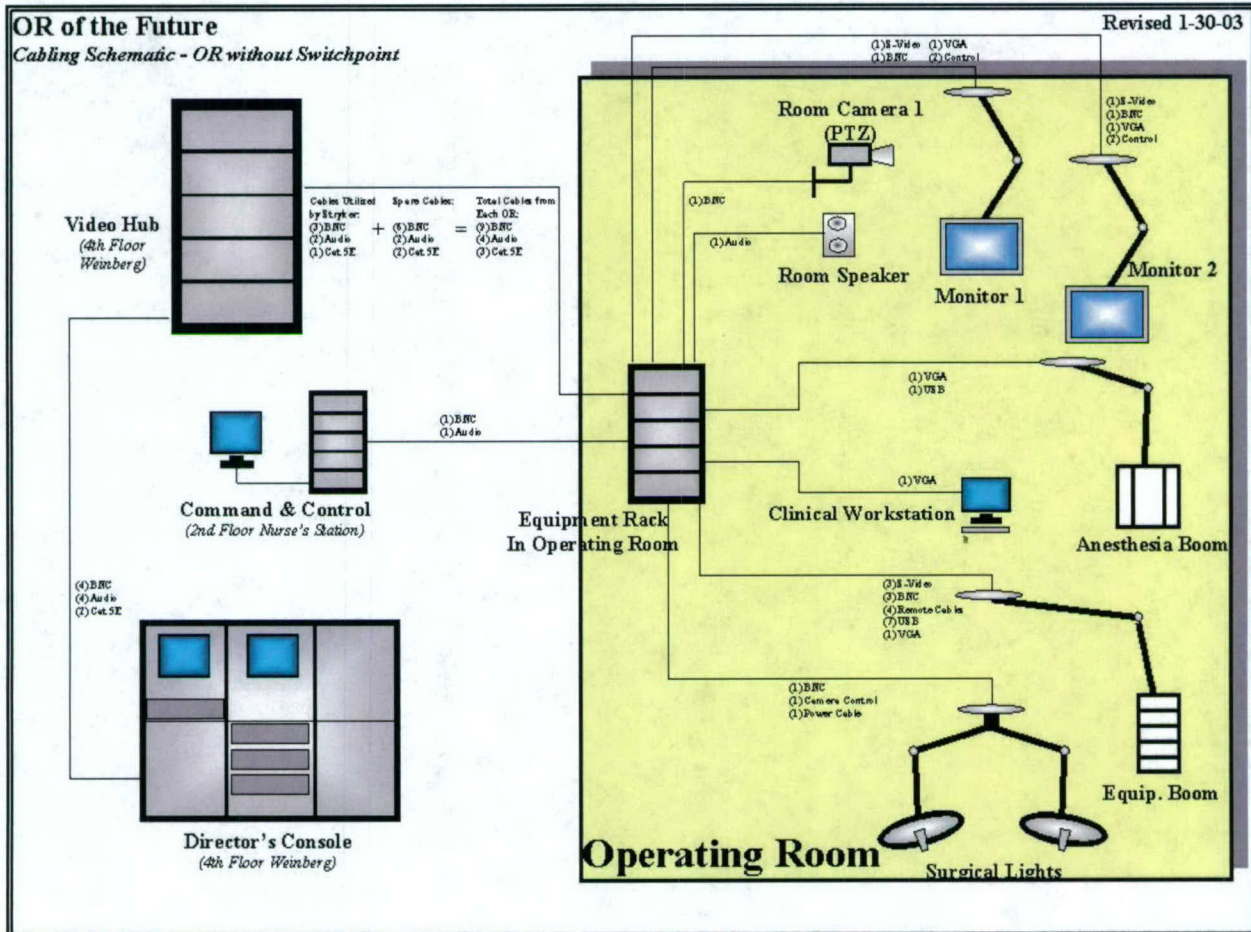 OR of the Future
Cabling Schematic - OR without Switchpoint
Revised 1-30-03
(1)S-Video (1)VGA
(1)BNC (2)Control
(1)S-Video
(1)BNC
(1)VGA
(2)Control
Room Camera 1
(PTZ)
(1)BNC
(1)Audio
Room Speaker
Monitor 1
Monitor 2
Video Hub
(4th Floor
Weinberg)
Cables Utilized
by Stryker:
(3)BNC
(2)Audio
(1)Cat.5E
+
Spare Cables:
(6)BNC
(2)Audio
(2)Cat.5E
=
Total Cables from
Each OR:
(9)BNC
(4)Audio
(3)Cat.5E
(1)BNC
(1)Audio
Command & Control
(2nd Floor Nurse's Station)
Equipment Rack
In Operating Room
(1)VGA
(1)USB
Anesthesia Boom
(1)VGA
Clinical Workstation
(3)S-Video
(3)BNC
(4)Remote Cables
(7)USB
(1)VGA
Equip. Boom
(1)BNC
(1)Camera Control
(1)Power Cable
Surgical Lights
Operating Room
(4)BNC
(4)Audio
(2)Cat.5E
Director's Console
(4th Floor Weinberg)